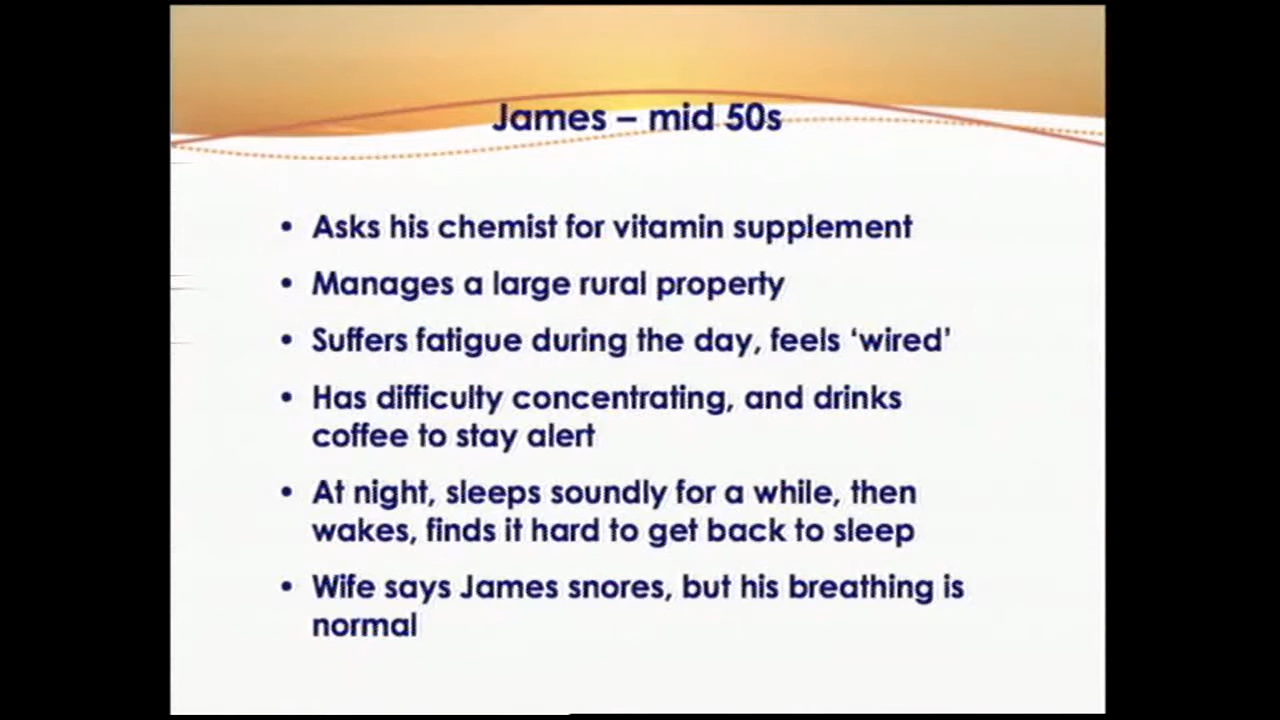 James – mid 50s
• Asks his chemist for vitamin supplement
• Manages a large rural property
• Suffers fatigue during the day, feels ‘wired’
• Has difficulty concentrating, and drinks
coffee to stay alert
• At night, sleeps soundly for a while, then
wakes, finds it hard to get back to sleep
• Wife says James snores, but his breathing is
normal